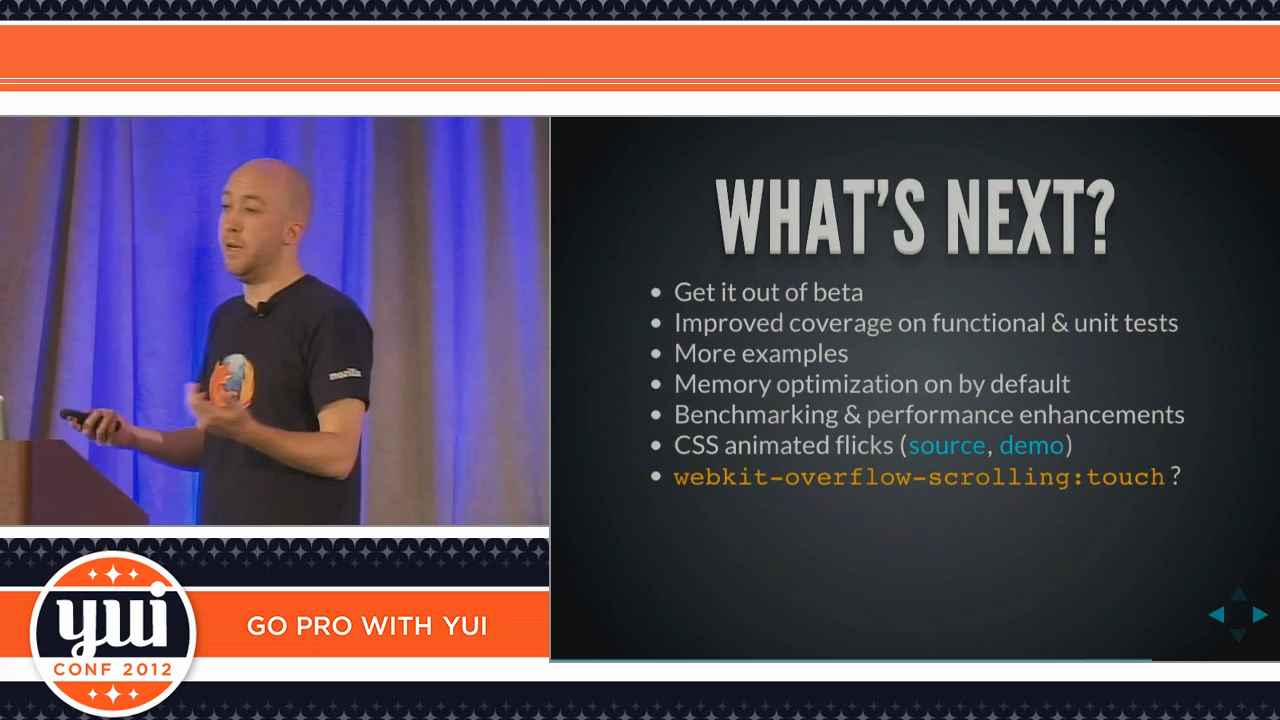 WHAT'S NEXT?
• Get it out of beta
• Improved coverage on functional & unit tests
• More examples
• Memory optimization on by default
• Benchmarking & performance enhancements
• CSS animated flicks (source, demo)
• webkit-overflow-scrolling:touch?
mozilla
yui
CONF 2012
GO PRO WITH YUI